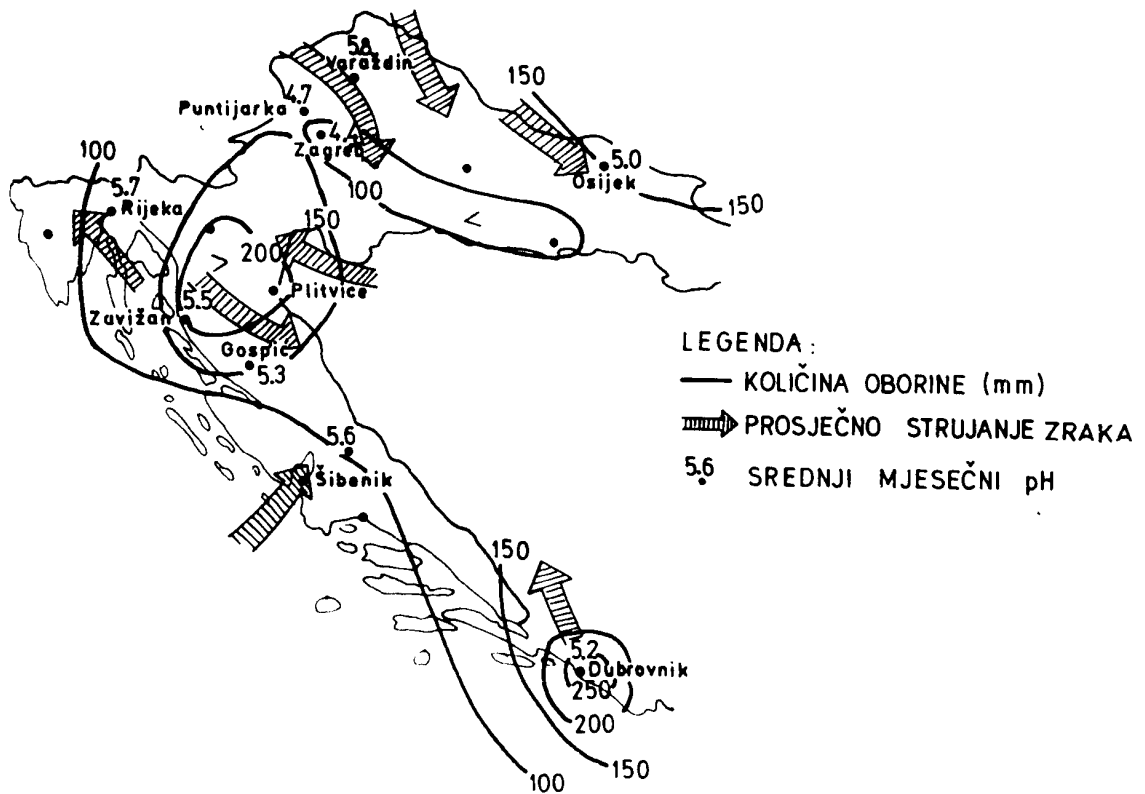 5.8
Varaždin
150
4.7
Puntijarka
Zagreb
5.0
Osijek
100
5.7
Rijeka
100
150
150
<
200
>
Plitvice
5.5
Zavižan
Gospić
5.3
5.6
Šibenik
150
5.2
Dubrovnik
250
200
150
100
LEGENDA:
KOLIČINA OBORINE (mm)
PROSJEČNO STRUJANJE ZRAKA
5.6 SREDNJI MJESEČNI pH